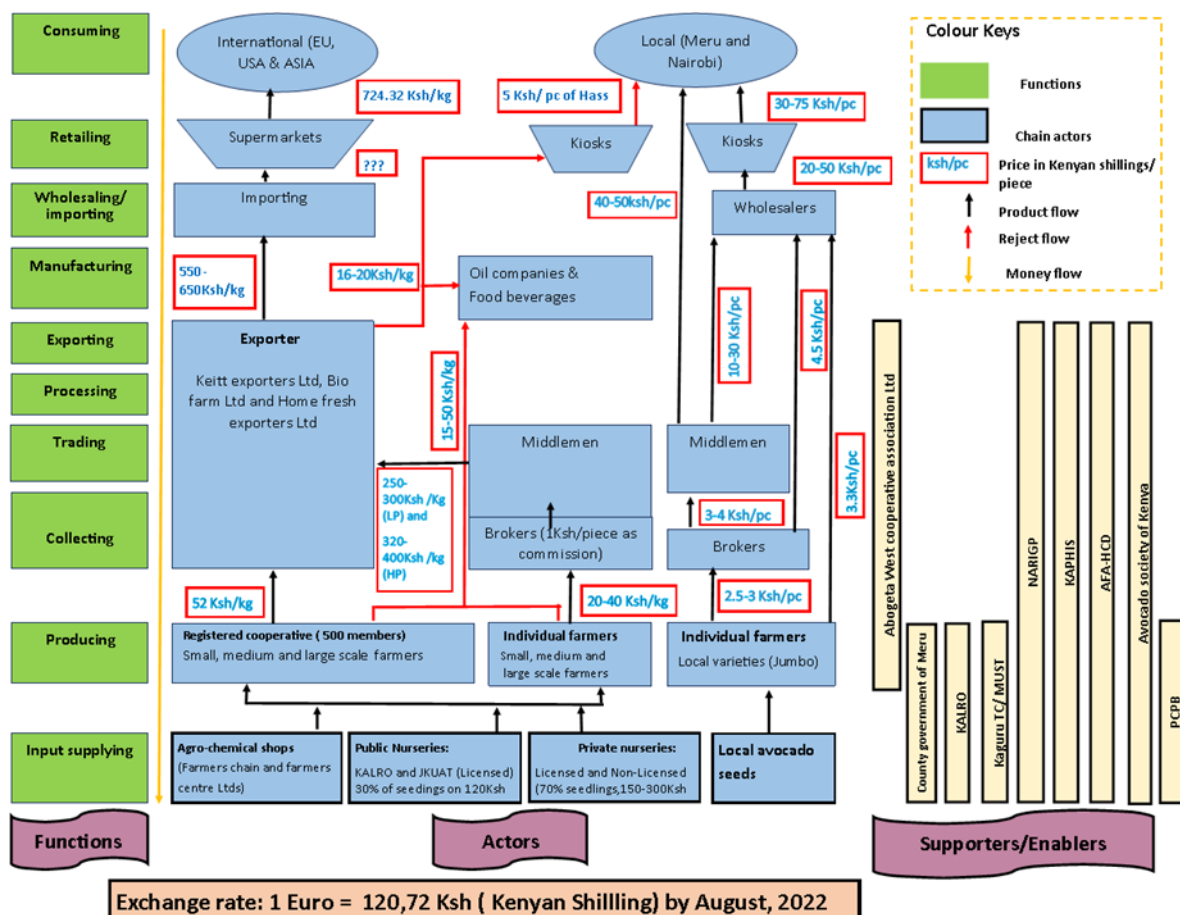 Consuming
International (EU,
USA & ASIA
Local (Meru and
Nairobi)
Colour Keys
Functions
Chain actors
ksh/pc
Price in Kenyan shillings/
piece
Product flow
Reject flow
Money flow
724.32 Ksh/kg
5 Ksh/ pc of Hass
30-75 Ksh/pc
Retailing
Supermarkets
Kiosks
Kiosks
???
20-50 Ksh/pc
Wholesaling/
importing
Importing
40-50ksh/pc
Wholesalers
Manufacturing
550-
650Ksh/kg
16-20Ksh/kg
Oil companies &
Food beverages
10-30 Ksh/pc
4.5 Ksh/pc
Exporting
Exporter
Keitt exporters Ltd, Bio
farm Ltd and Home fresh
exporters Ltd
Processing
15-50 Ksh/kg
Trading
Middlemen
Middlemen
3.3Ksh/pc
250-
300Ksh /Kg
(LP) and
320-
400Ksh /kg
(HP)
Collecting
Brokers (1Ksh/piece as
commission)
3-4 Ksh/pc
Brokers
52 Ksh/kg
20-40 Ksh/kg
2.5-3 Ksh/pc
Producing
Registered cooperative ( 500 members)
Small, medium and large scale farmers
Individual farmers
Small, medium and
large scale farmers
Individual farmers
Local varieties (Jumbo)
Input supplying
Agro-chemical shops
(Farmers chain and farmers
centre Ltds)
Public Nurseries:
KALRO and JKUAT (Licensed)
30% of seedings on 120Ksh
Private nurseries:
Licensed and Non-Licensed
(70% seedlings,150-300Ksh
Local avocado
seeds
Abogeta West cooperative association Ltd
County government of Meru
KALRO
Kaguru TC/ MUST
NARIGP
KAPHIS
AFA-HCD
Avocado society of Kenya
PCPB
Functions
Actors
Supporters/Enablers
Exchange rate: 1 Euro = 120,72 Ksh ( Kenyan Shillling) by August, 2022